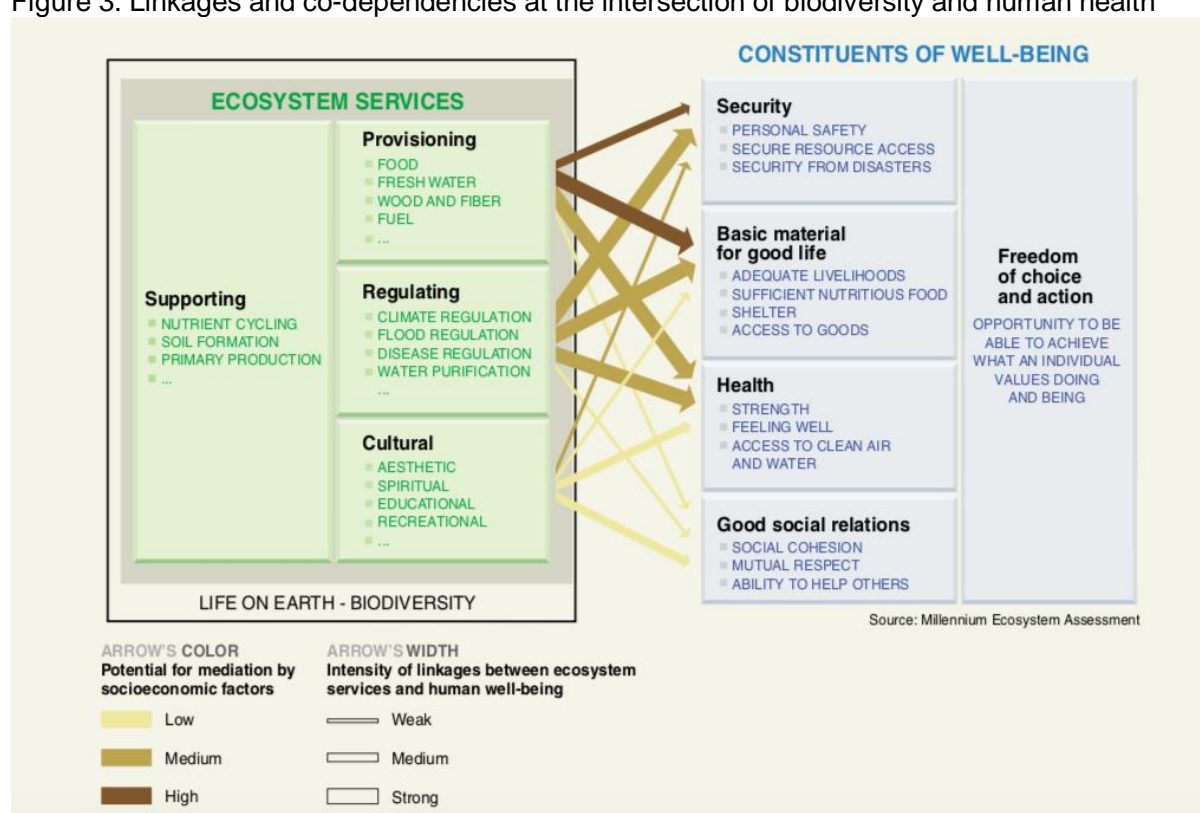 Figure 3. Linkages and co-dependencies at the intersection of biodiversity and human health
CONSTITUENTS OF WELL-BEING
ECOSYSTEM SERVICES
Supporting
NUTRIENT CYCLING
SOIL FORMATION
PRIMARY PRODUCTION
...
Provisioning
FOOD
FRESH WATER
WOOD AND FIBER
FUEL
...
Regulating
CLIMATE REGULATION
FLOOD REGULATION
DISEASE REGULATION
WATER PURIFICATION
...
Cultural
AESTHETIC
SPIRITUAL
EDUCATIONAL
RECREATIONAL
...
LIFE ON EARTH - BIODIVERSITY
Security
PERSONAL SAFETY
SECURE RESOURCE ACCESS
SECURITY FROM DISASTERS
Basic material
for good life
ADEQUATE LIVELIHOODS
SUFFICIENT NUTRITIOUS FOOD
SHELTER
ACCESS TO GOODS
Health
STRENGTH
FEELING WELL
ACCESS TO CLEAN AIR
AND WATER
Good social relations
SOCIAL COHESION
MUTUAL RESPECT
ABILITY TO HELP OTHERS
Freedom
of choice
and action
OPPORTUNITY TO BE
ABLE TO ACHIEVE
WHAT AN INDIVIDUAL
VALUES DOING
AND BEING
Source: Millennium Ecosystem Assessment
ARROW'S COLOR
Potential for mediation by
socioeconomic factors
Low
Medium
High
ARROW'S WIDTH
Intensity of linkages between ecosystem
services and human well-being
Weak
Medium
Strong